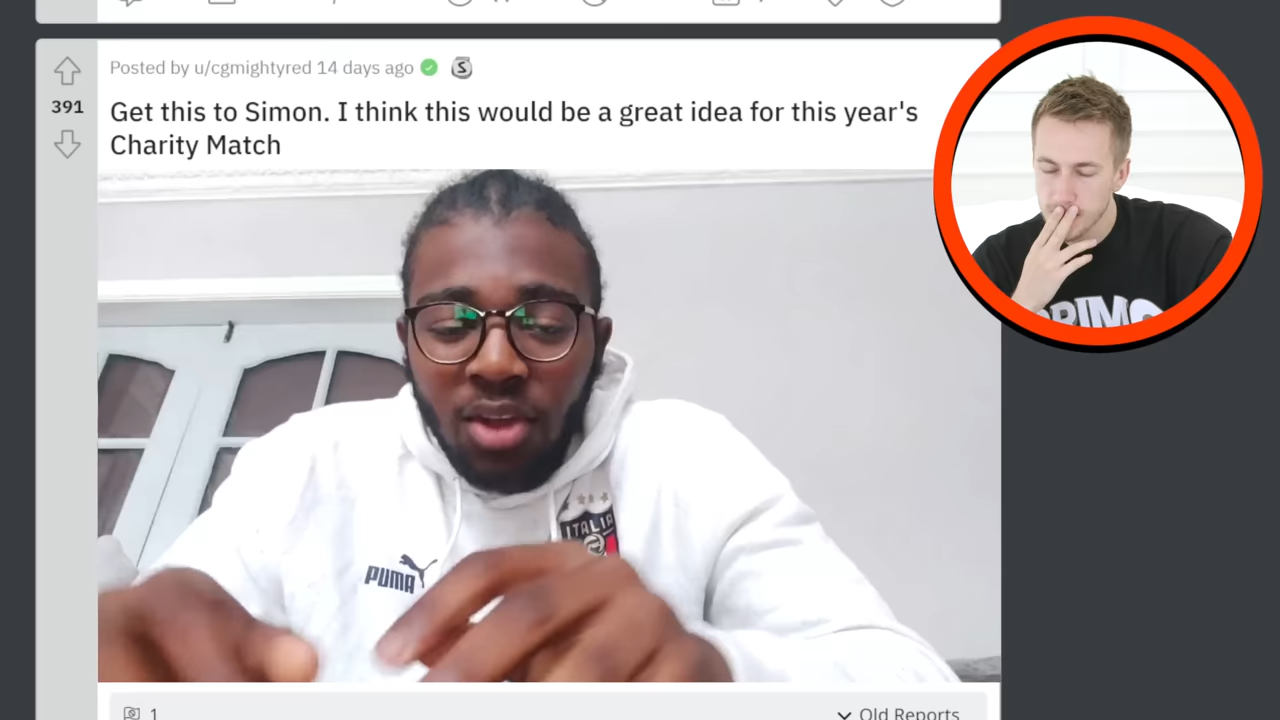 Posted by u/cgmightyred 14 days ago
391
Get this to Simon. I think this would be a great idea for this year's
Charity Match
ITALIA
PUMA
1
Old Reports